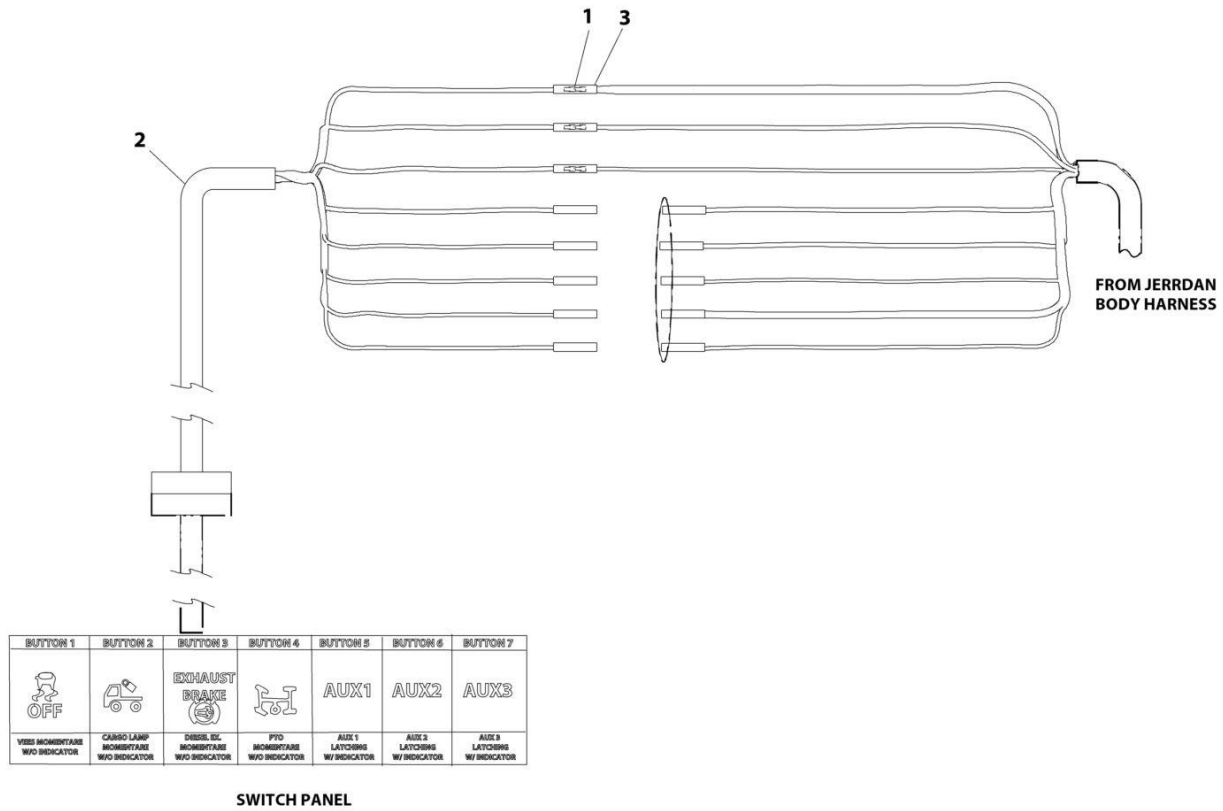 1 3
2
FROM JERRDAN
BODY HARNESS
BUTTON 1 BUTTON 2 BUTTON 3 BUTTON 4 BUTTON 5 BUTTON 6 BUTTON 7
OFF
EXHAUST
BRAKE
AUX1 AUX2 AUX3
MOMENTARE
W/O INDICATOR
CARGO LAMP
MOMENTARE
W/O INDICATOR
DIESEL EX.
MOMENTARE
W/O INDICATOR
PTO
MOMENTARE
W/O INDICATOR
AUX 1
LATCHING
W/ INDICATOR
AUX 2
LATCHING
W/ INDICATOR
AUX 3
LATCHING
W/ INDICATOR
SWITCH PANEL